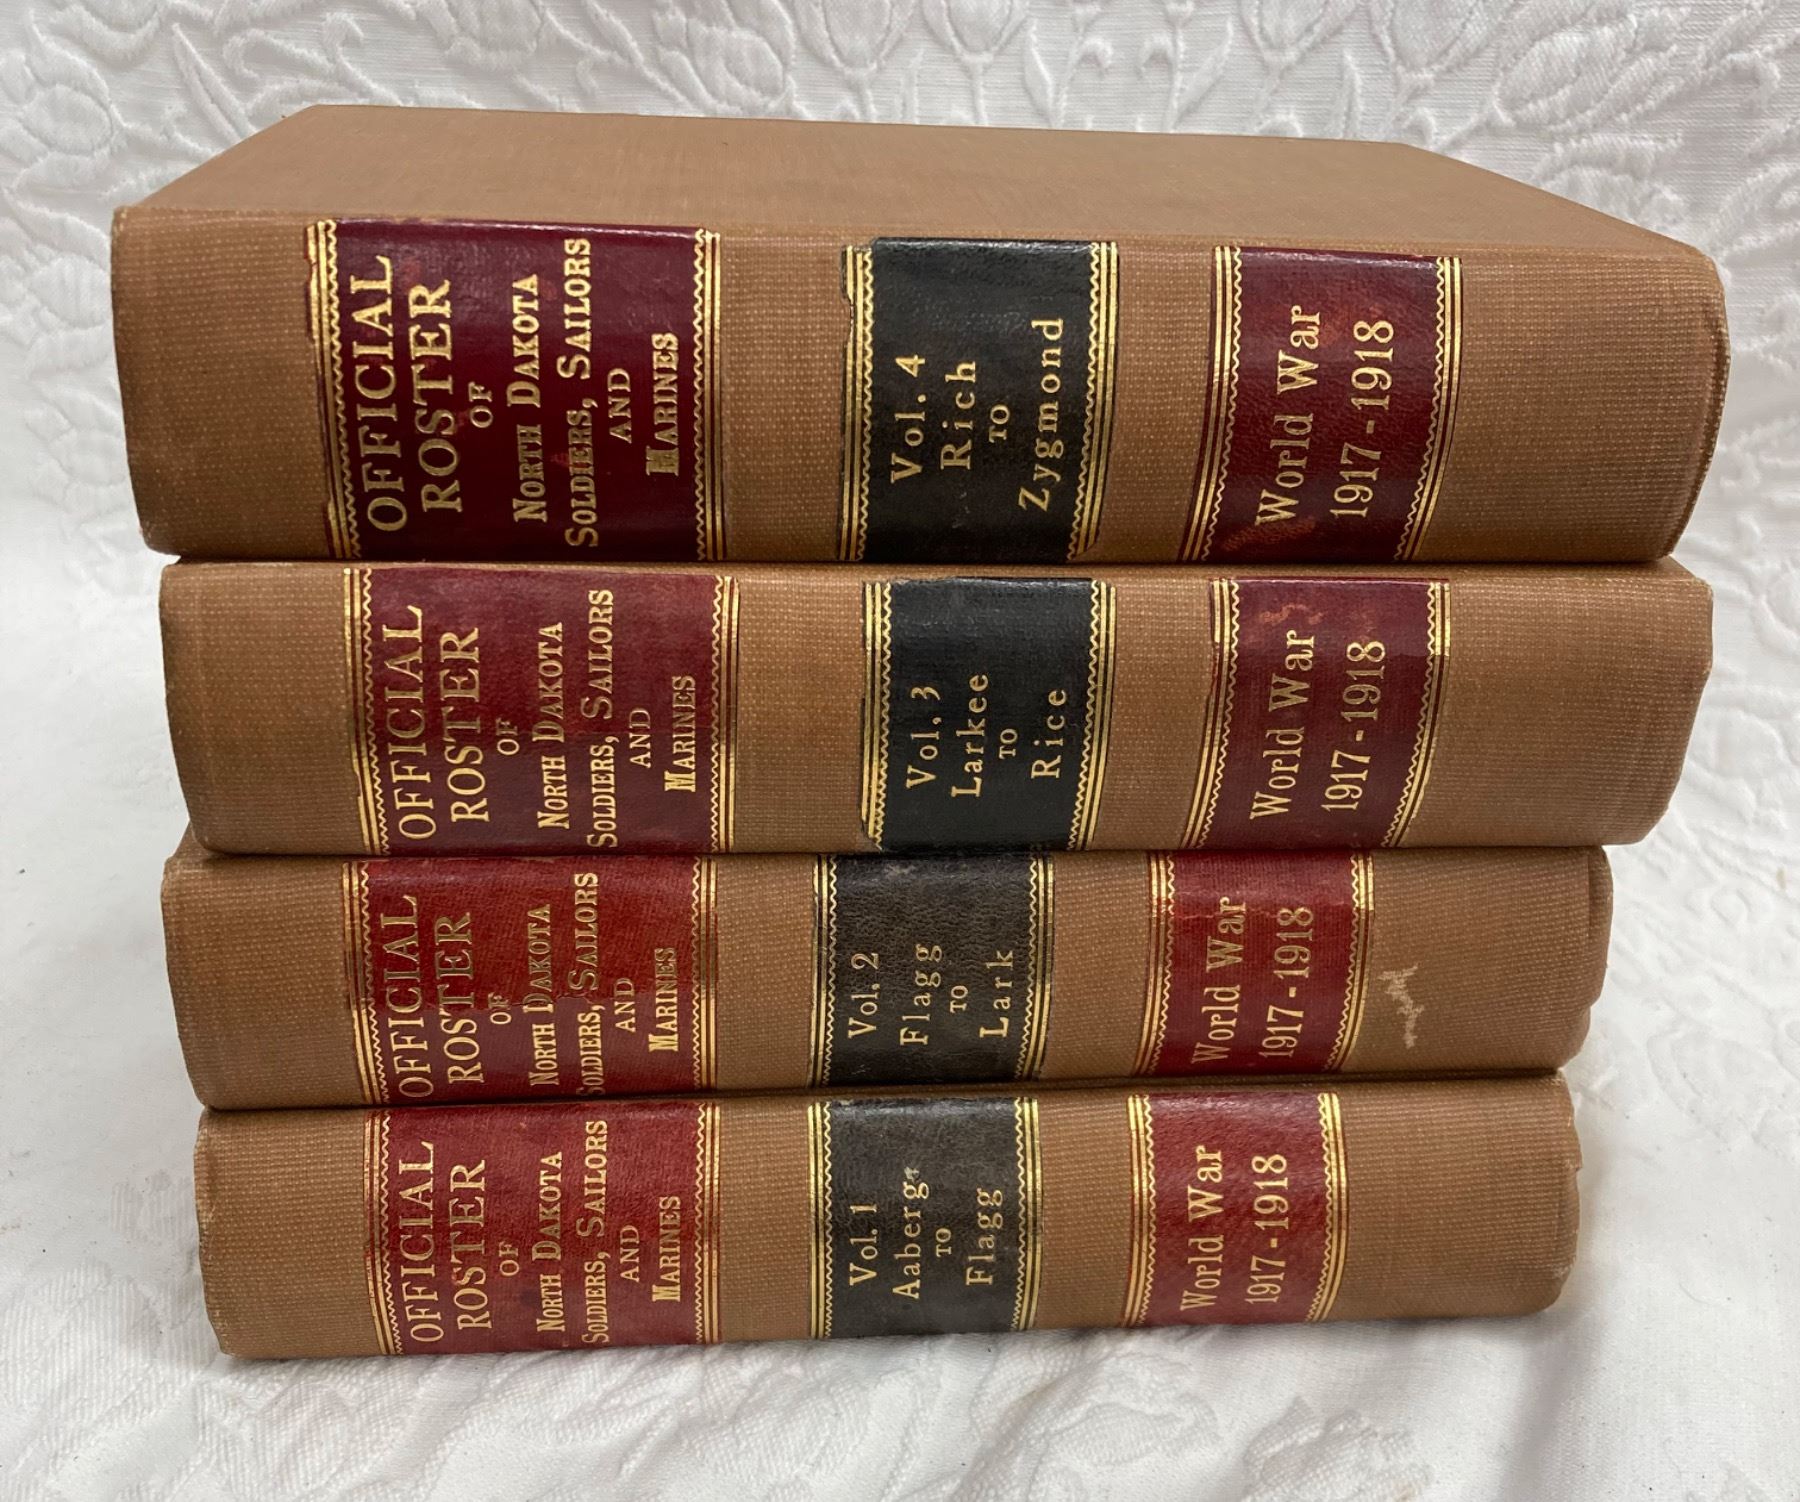 OFFICIAL
ROSTER
OF
NORTH DAKOTA
SOLDIERS, SAILORS
AND
MARINES
Vol. 4
Rich
TO
Zygmond
World War
1917-1918
OFFICIAL
ROSTER
OF
NORTH DAKOTA
SOLDIERS, SAILORS
AND
MARINES
Vol. 3
Larkee
TO
Rice
World War
1917-1918
OFFICIAL
ROSTER
OF
NORTH DAKOTA
SOLDIERS, SAILORS
AND
MARINES
Vol. 2
Flagg
TO
Lark
World War
1917-1918
OFFICIAL
ROSTER
OF
NORTH DAKOTA
SOLDIERS, SAILORS
AND
MARINES
Vol. 1
Aaberg
TO
Flagg
World War
1917-1918